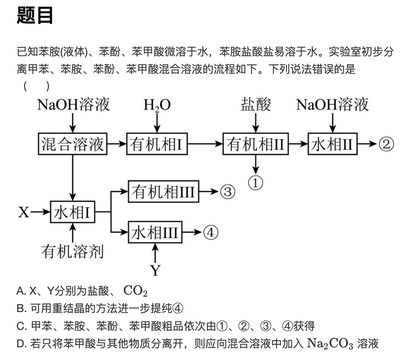 题目
已知苯胺(液体)、苯酚、苯甲酸微溶于水，苯胺盐酸盐易溶于水。实验室初步分
离甲苯、苯胺、苯酚、苯甲酸混合溶液的流程如下。下列说法错误的是
（　　）
NaOH溶液 H₂O 盐酸 NaOH溶液
混合溶液 有机相I 有机相II 水相II ②
①
有机相III ③
X 水相I
水相III ④
有机溶剂
Y
A. X、Y分别为盐酸、 CO₂
B. 可用重结晶的方法进一步提纯④
C. 甲苯、苯胺、苯酚、苯甲酸粗品依次由①、②、③、④获得
D. 若只将苯甲酸与其他物质分离开，则应向混合溶液中加入 Na₂CO₃ 溶液